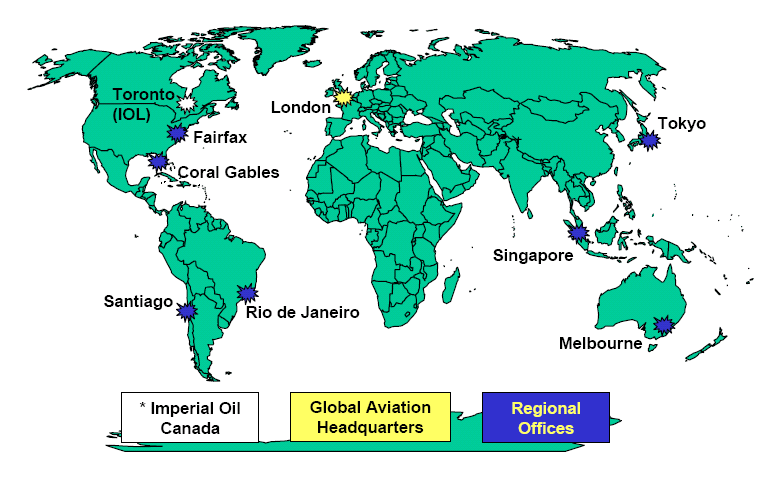 Toronto
(IOL)
London
Tokyo
Fairfax
Coral Gables
Singapore
Santiago
Rio de Janeiro
Melbourne
* Imperial Oil
Canada
Global Aviation
Headquarters
Regional
Offices